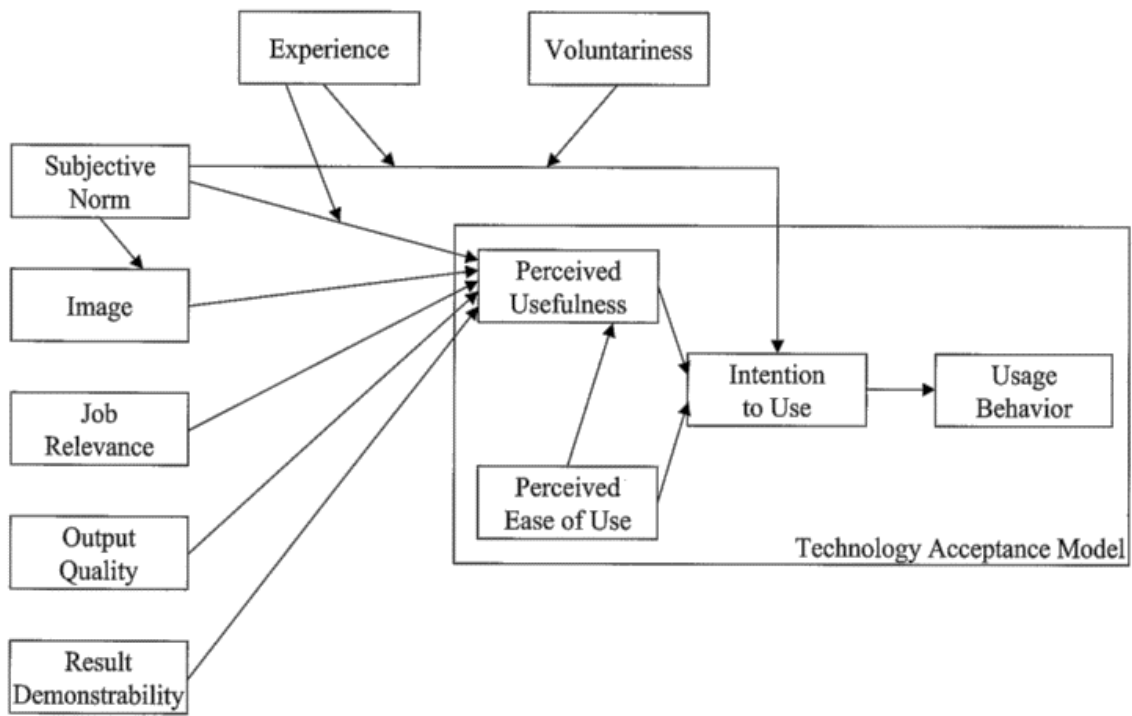 Experience
Voluntariness
Subjective
Norm
Image
Job
Relevance
Output
Quality
Result
Demonstrability
Perceived
Usefulness
Perceived
Ease of Use
Intention
to Use
Usage
Behavior
Technology Acceptance Model